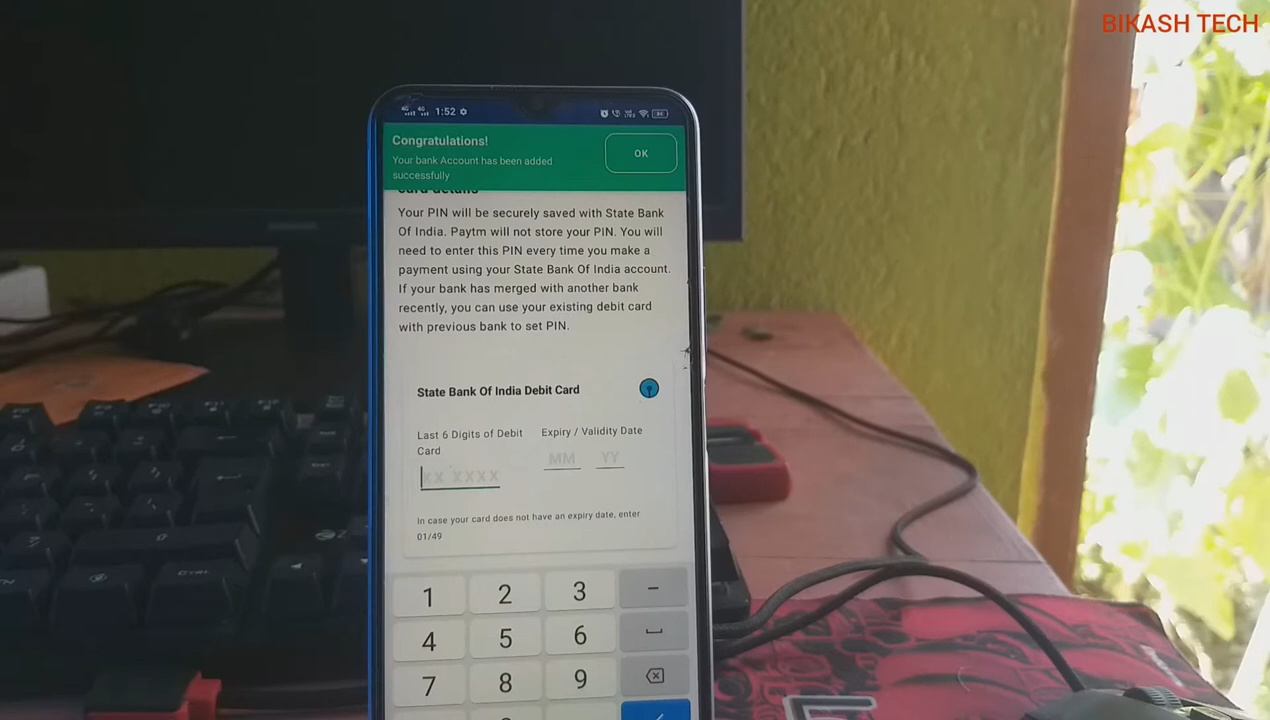 BIKASH TECH
1:52
Congratulations!
Your bank Account has been added
successfully
OK
card details
Your PIN will be securely saved with State Bank
Of India. Paytm will not store your PIN. You will
need to enter this PIN every time you make a
payment using your State Bank Of India account.
If your bank has merged with another bank
recently, you can use your existing debit card
with previous bank to set PIN.
State Bank Of India Debit Card
Last 6 Digits of Debit
Card
Expiry / Validity Date
XX XXXX
MM YY
In case your card does not have an expiry date, enter
01/49
1 2 3 -
4 5 6
7 8 9